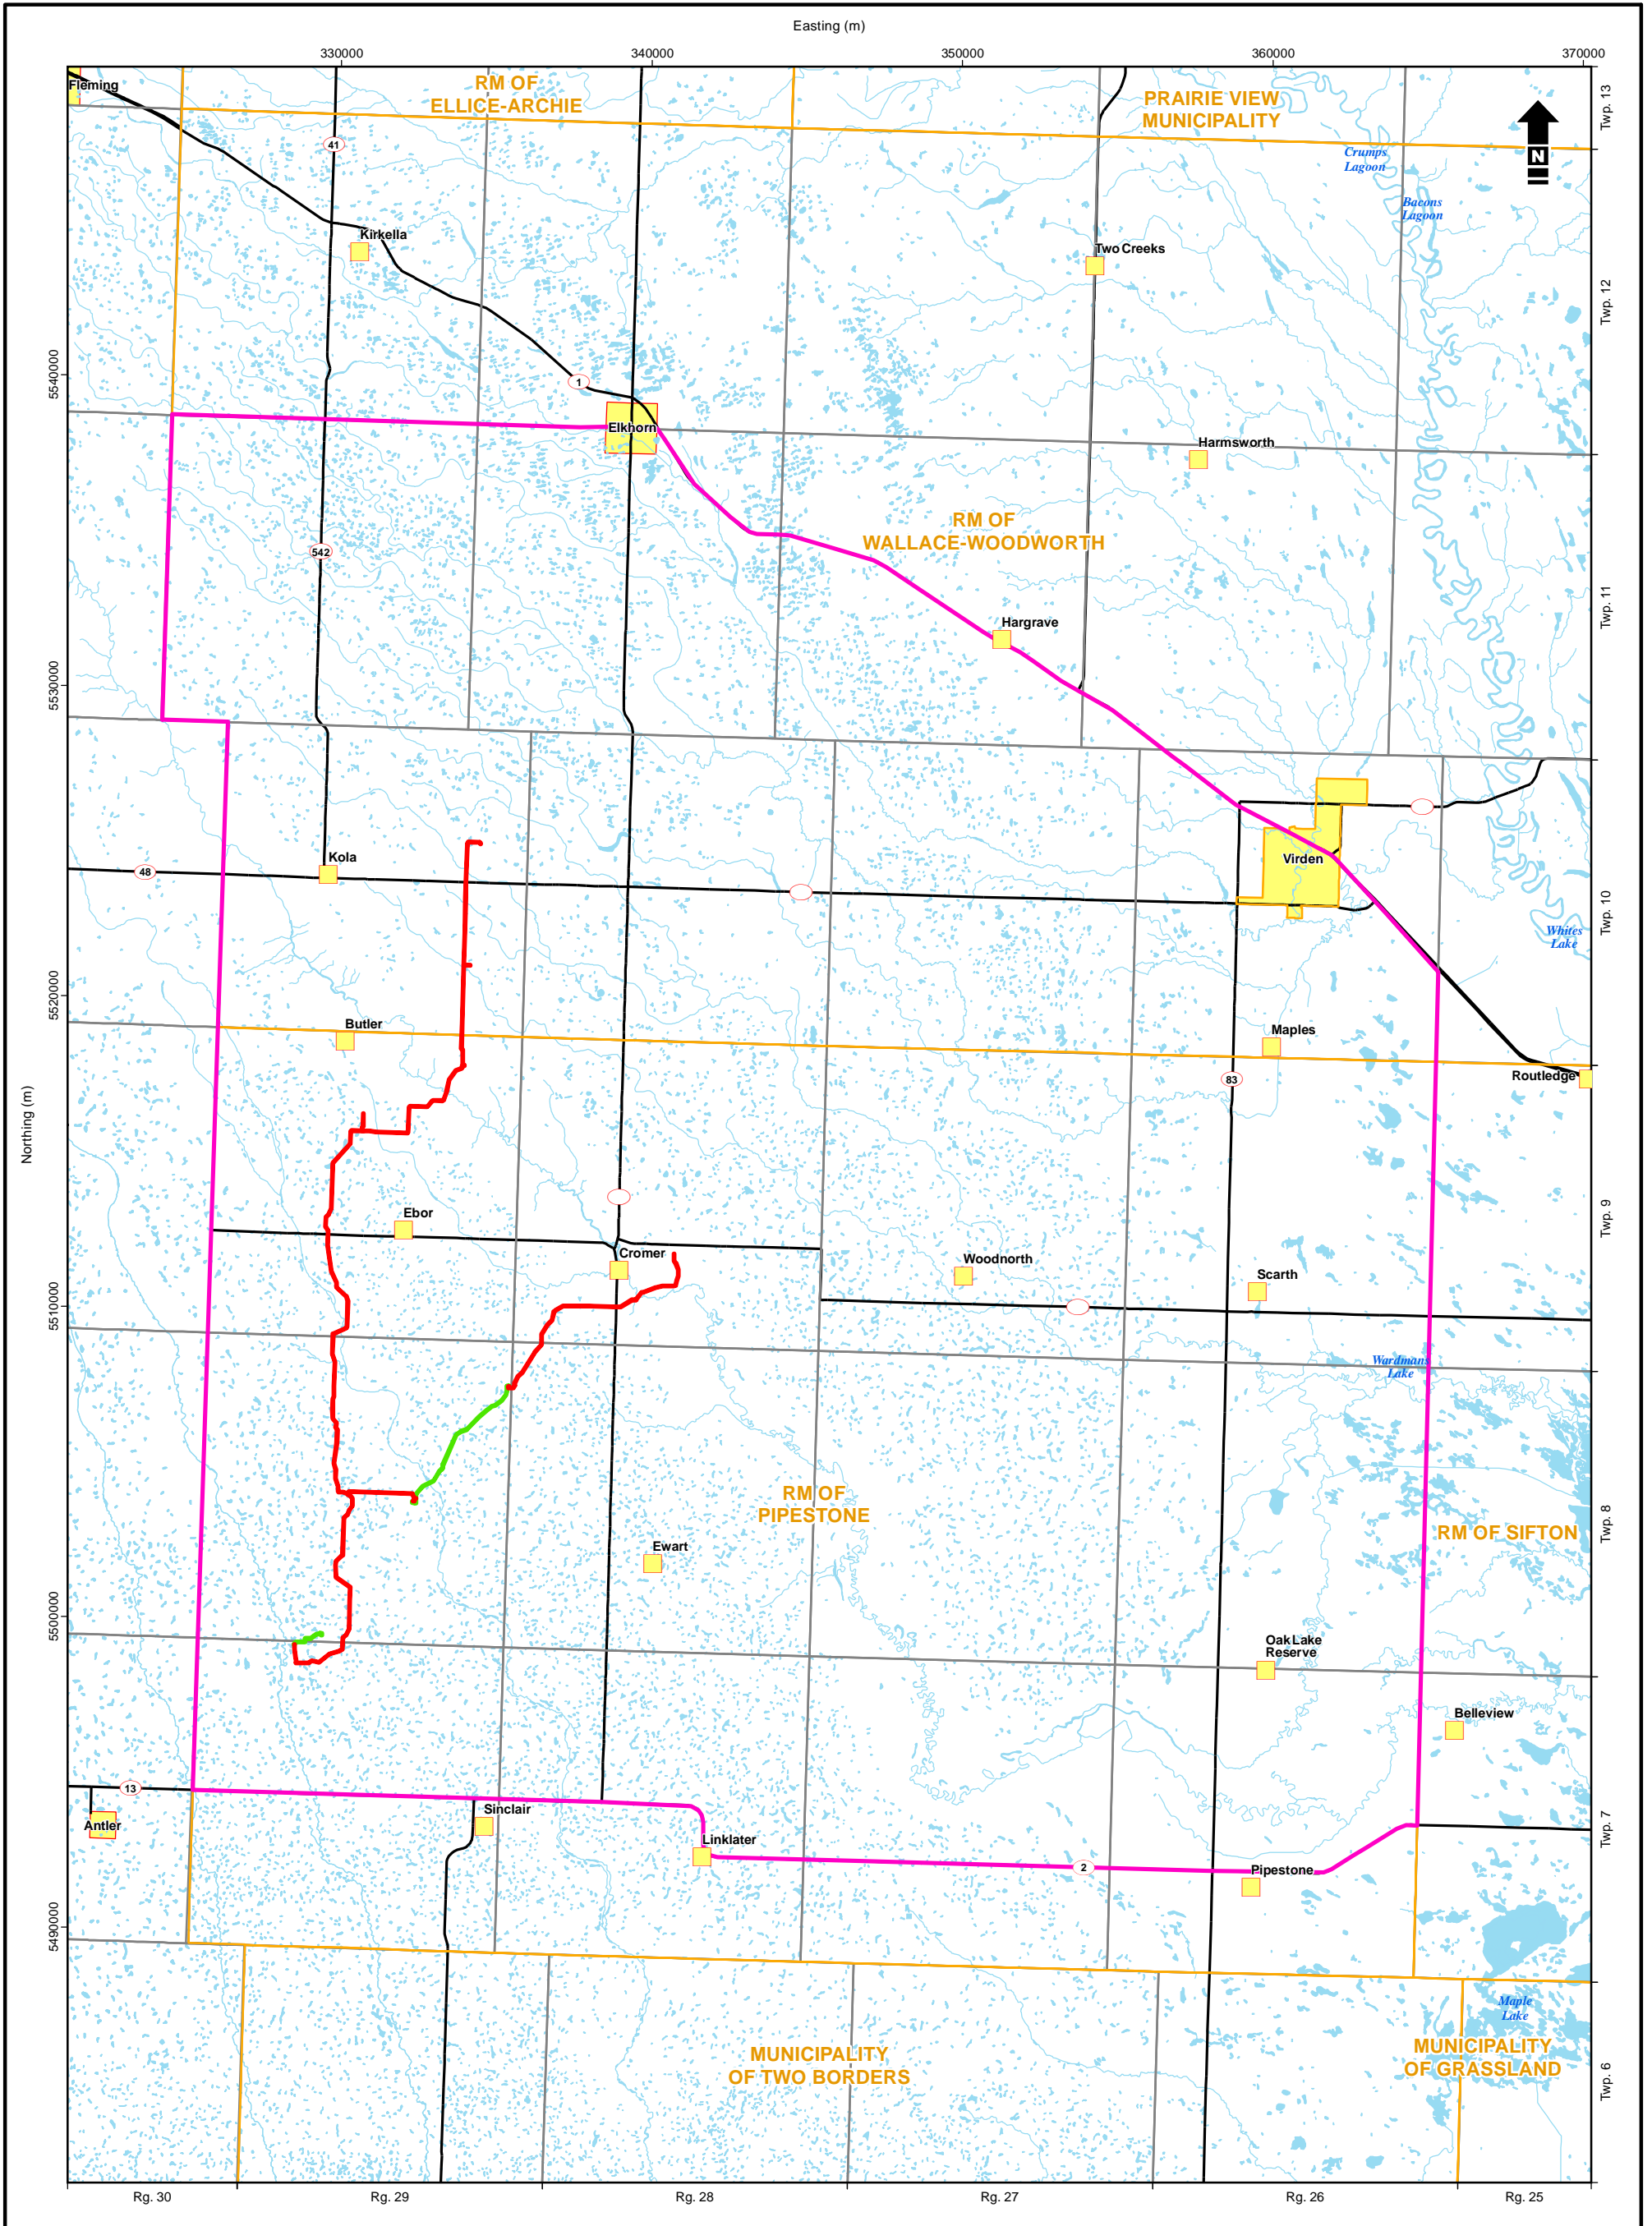 Easting (m)
330000
340000
350000
360000
370000
Fleming
RM OF
ELLICE-ARCHIE
PRAIRIE VIEW
MUNICIPALITY
Twp. 13
41
N
Crumps
Lagoon
Bacons
Lagoon
Kirkella
Two Creeks
Twp. 12
5540000
1
Elkhorn
Harmsworth
RM OF
WALLACE-WOODWORTH
542
Twp. 11
Hargrave
5530000
Kola
48
Virden
Twp. 10
Whites
Lake
5520000
Butler
Maples
83
Routledge
Northing (m)
Ebor
Twp. 9
Cromer
Woodnorth
Scarth
5510000
Wardmans
Lake
RM OF
PIPESTONE
Twp. 8
RM OF SIFTON
Ewart
5500000
Oak Lake
Reserve
Belleview
13
Antler
Sinclair
Linklater
Twp. 7
2
Pipestone
5490000
Maple
Lake
MUNICIPALITY
OF TWO BORDERS
MUNICIPALITY
OF GRASSLAND
Twp. 6
Rg. 30
Rg. 29
Rg. 28
Rg. 27
Rg. 26
Rg. 25